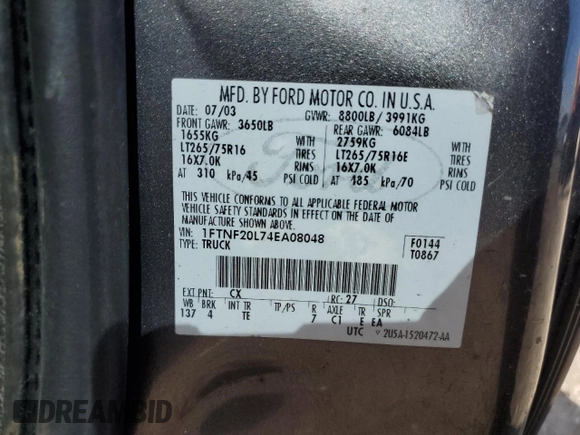 MFD. BY FORD MOTOR CO. IN U.S.A.
DATE: 07/03 GVWR: 8800LB/ 3991KG
FRONT GAWR: 3650LB REAR GAWR: 6084LB
1655KG 2759KG
LT265/75R16 TIRES LT265/75R16E
16X7.0K RIMS 16X7.0K
AT 310 kPa/45 PSI COLD AT 485 kPa/70 PSI COLD
THIS VEHICLE CONFORMS TO ALL APPLICABLE FEDERAL MOTOR
VEHICLE SAFETY STANDARDS IN EFFECT ON THE DATE OF
MANUFACTURE SHOWN ABOVE.
VIN: 1FTNF20L74EA08048 F0144
TYPE: TRUCK T0867
EXT PNT: CX RC: 27 DSO:
WB BRK INT TR TP/PS R AXLE TR SPR
137 4 TE 7 C1 E EA
UTC 2U5A-1520472-AA
Ford
DREAMBID